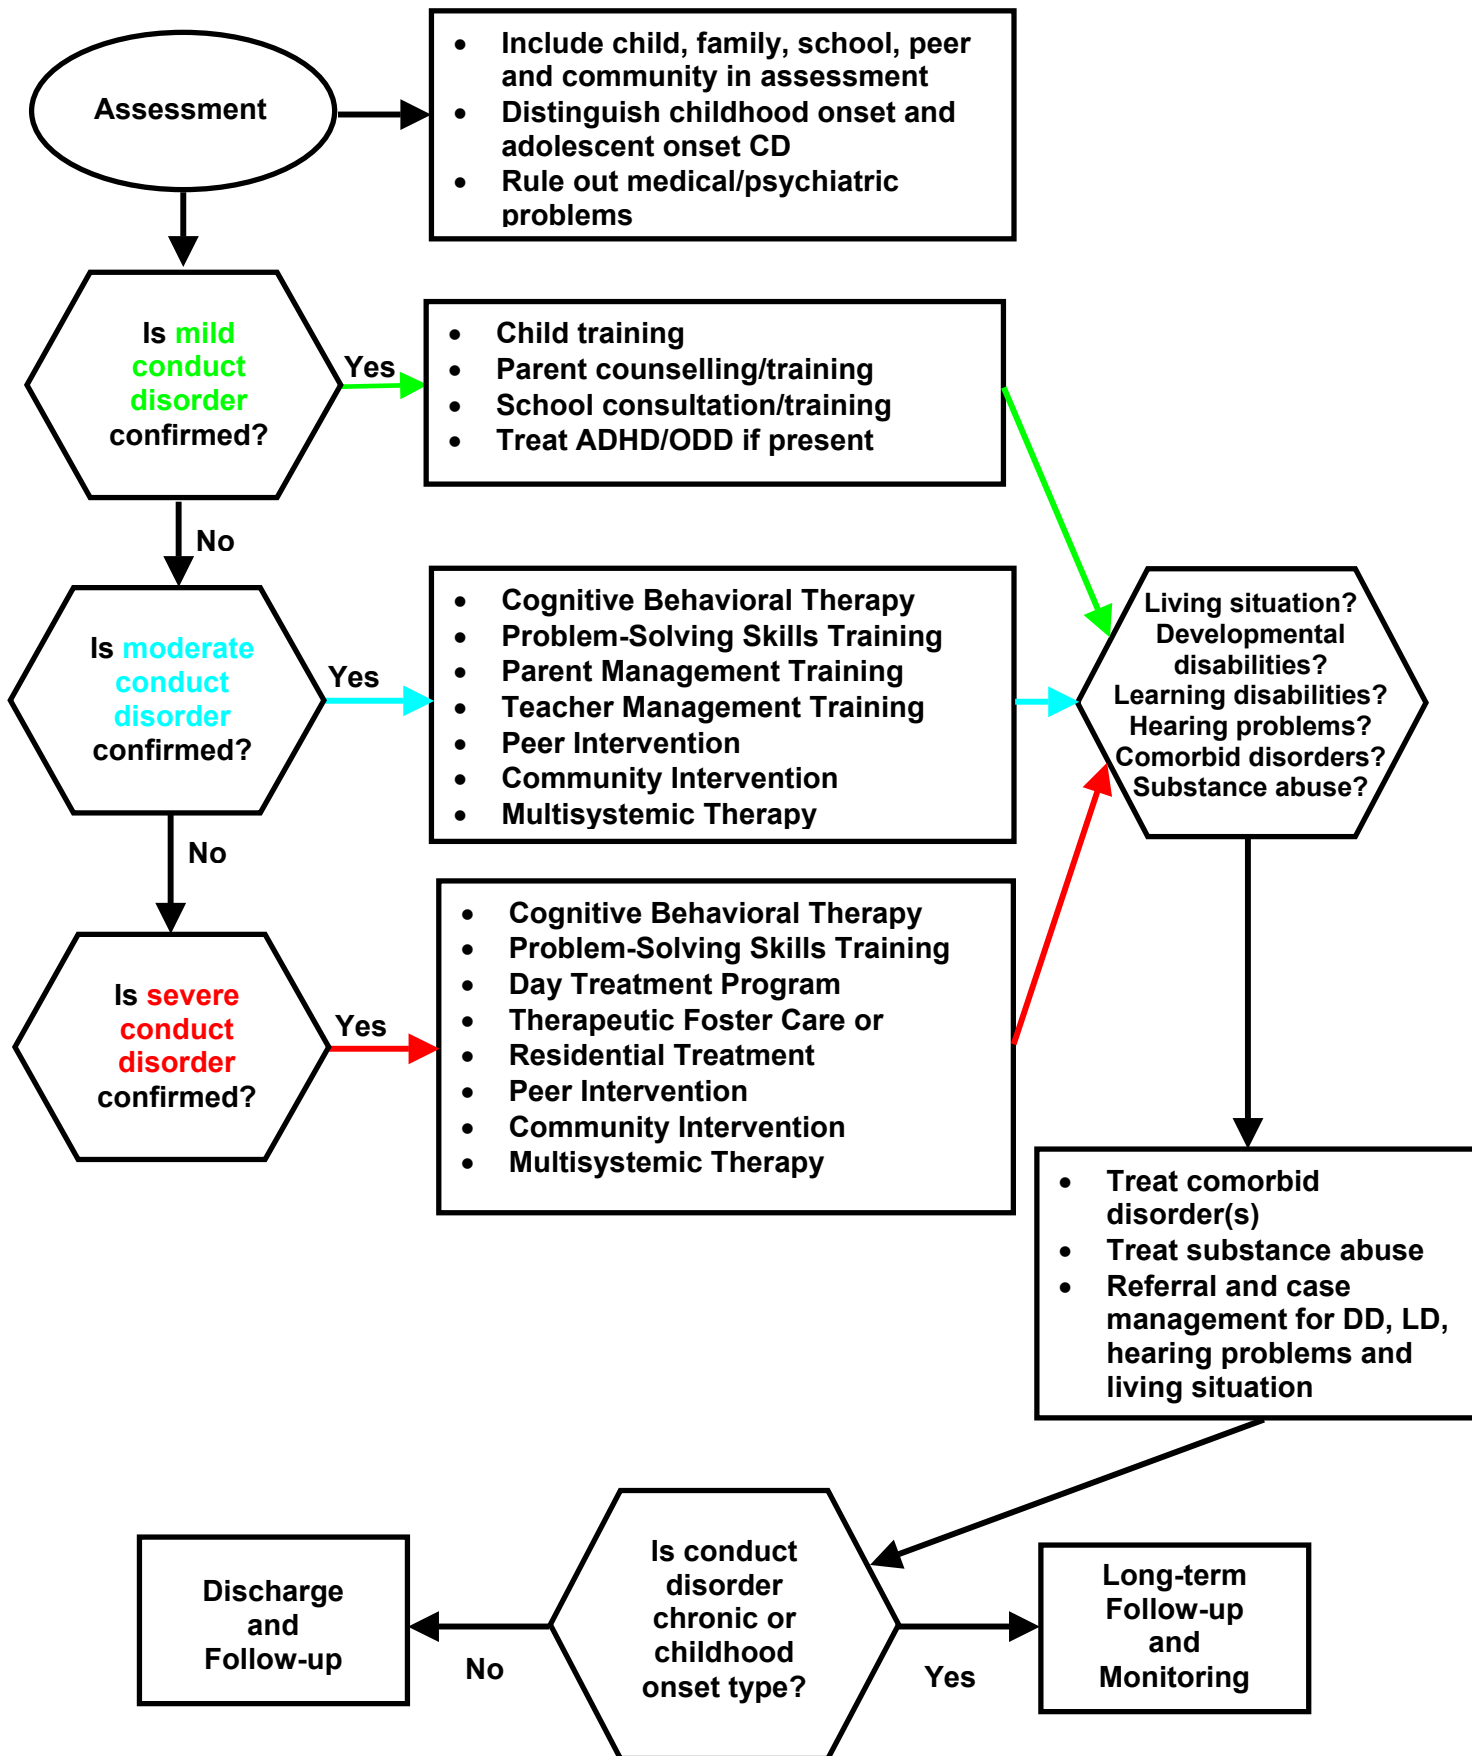 Assessment
• Include child, family, school, peer
and community in assessment
• Distinguish childhood onset and
adolescent onset CD
• Rule out medical/psychiatric
problems
Is mild
conduct
disorder
confirmed?
Yes
• Child training
• Parent counselling/training
• School consultation/training
• Treat ADHD/ODD if present
No
Is moderate
conduct
disorder
confirmed?
Yes
• Cognitive Behavioral Therapy
• Problem-Solving Skills Training
• Parent Management Training
• Teacher Management Training
• Peer Intervention
• Community Intervention
• Multisystemic Therapy
Living situation?
Developmental
disabilities?
Learning disabilities?
Hearing problems?
Comorbid disorders?
Substance abuse?
No
Is severe
conduct
disorder
confirmed?
Yes
• Cognitive Behavioral Therapy
• Problem-Solving Skills Training
• Day Treatment Program
• Therapeutic Foster Care or
• Residential Treatment
• Peer Intervention
• Community Intervention
• Multisystemic Therapy
• Treat comorbid
disorder(s)
• Treat substance abuse
• Referral and case
management for DD, LD,
hearing problems and
living situation
Is conduct
disorder
chronic or
childhood
onset type?
No
Discharge
and
Follow-up
Yes
Long-term
Follow-up
and
Monitoring